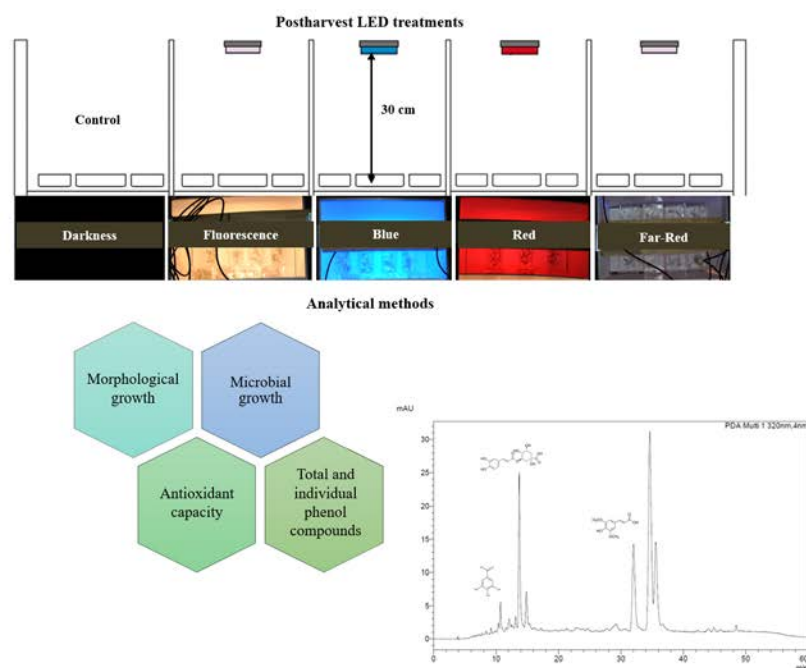 Postharvest LED treatments
Control
30 cm
Darkness
Fluorescence
Blue
Red
Far-Red
Analytical methods
Morphological
growth
Microbial
growth
Antioxidant
capacity
Total and
individual
phenol
compounds
mAU
PDA Multi 1 320nm,4nm
30
25
20
15
10
5
0
0
10
20
30
40
50
60